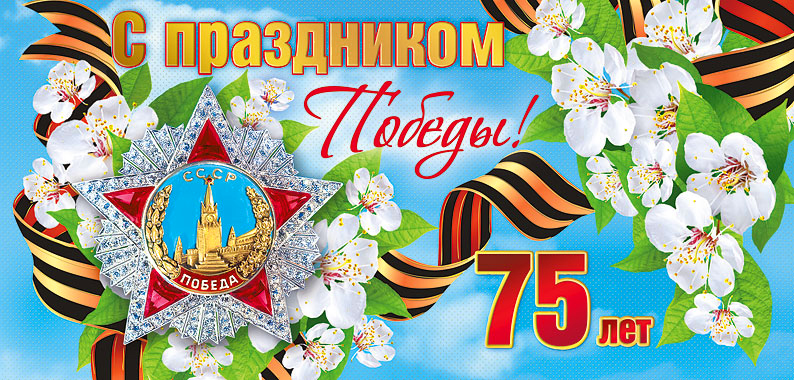 С праздником
Победы!
СССР
ПОБЕДА
75 лет